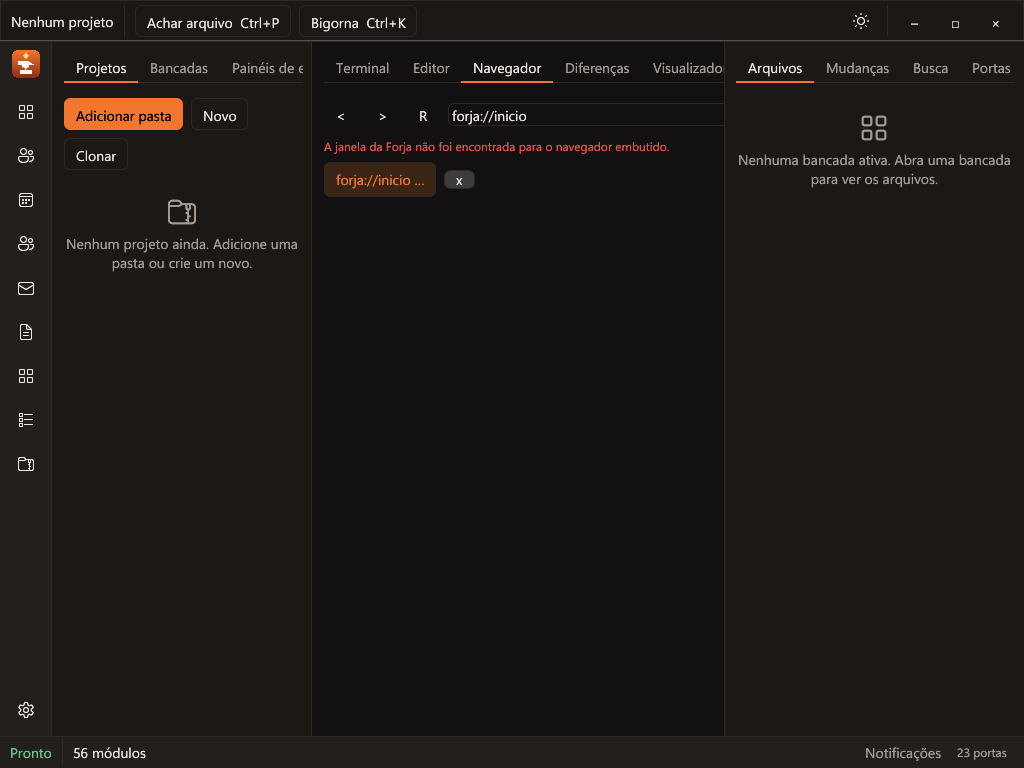 Nenhum projeto
Achar arquivo Ctrl+P
Bigorna Ctrl+K
Projetos Bancadas Painéis de e
Adicionar pasta
Novo
Clonar
Nenhum projeto ainda. Adicione uma
pasta ou crie um novo.
Terminal Editor Navegador Diferenças Visualizado
< > R forja://inicio
A janela da Forja não foi encontrada para o navegador embutido.
forja://inicio ... x
Arquivos Mudanças Busca Portas
Nenhuma bancada ativa. Abra uma bancada
para ver os arquivos.
Pronto 56 módulos
Notificações 23 portas